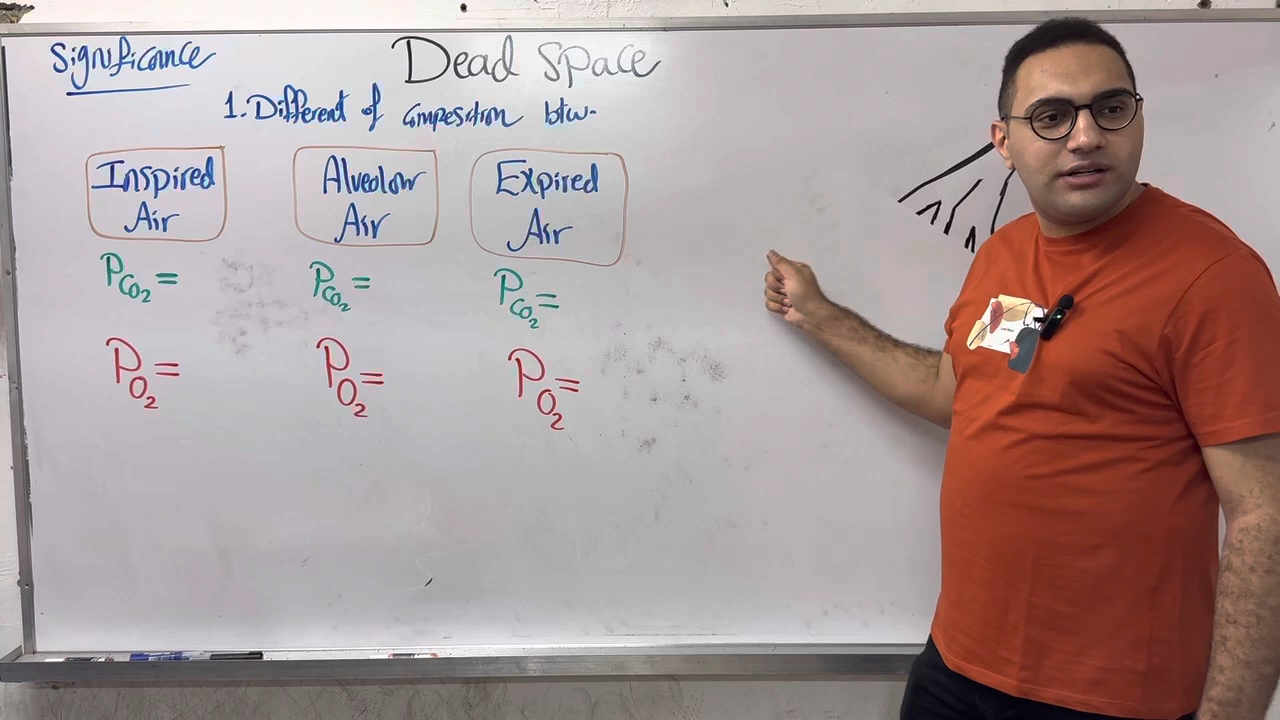 Significance
Dead Space
1. Different of composition btw.
Inspired
Air
Alveolar
Air
Expired
Air
PCO2 =
PCO2 =
PCO2 =
PO2 =
PO2 =
PO2 =